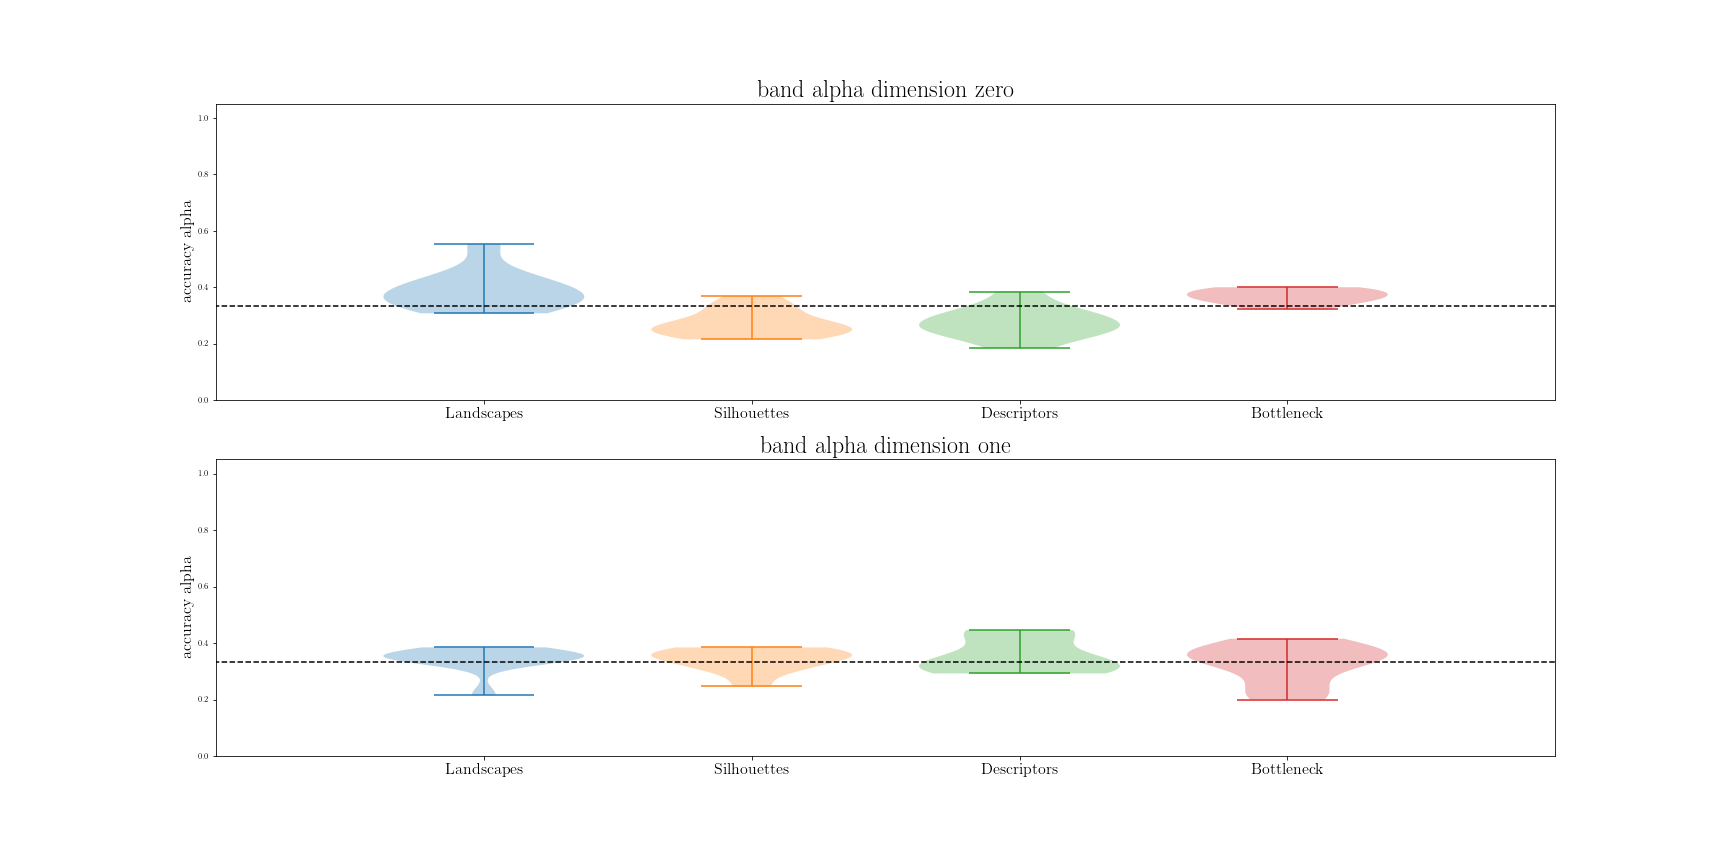 band alpha dimension zero
1.0
0.8
0.6
0.4
0.2
0.0
accuracy alpha
Landscapes Silhouettes Descriptors Bottleneck
band alpha dimension one
1.0
0.8
0.6
0.4
0.2
0.0
accuracy alpha
Landscapes Silhouettes Descriptors Bottleneck